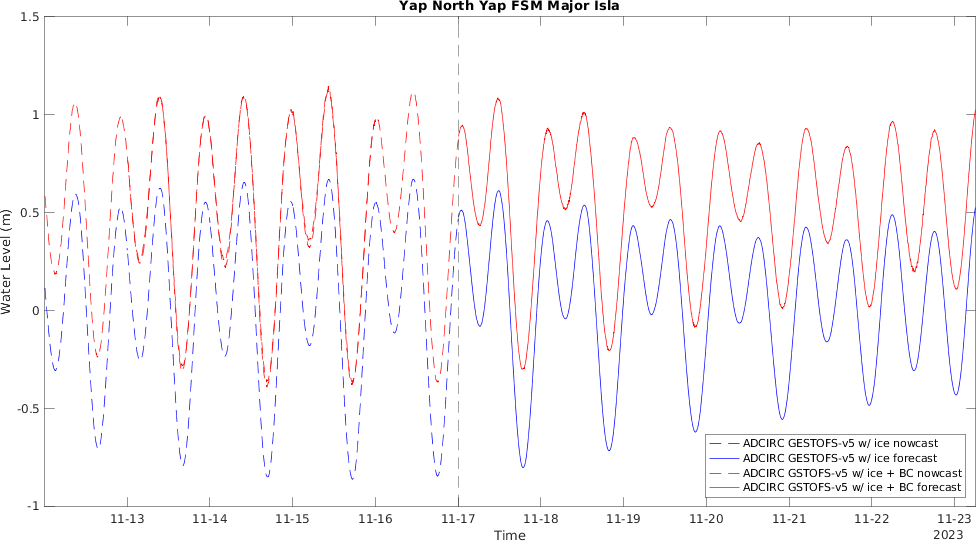 Yap North Yap FSM Major Isla
1.5
1
0.5
0
-0.5
-1
Water Level (m)
ADCIRC GESTOFS-v5 w/ ice nowcast
ADCIRC GESTOFS-v5 w/ ice forecast
ADCIRC GSTOFS-v5 w/ ice + BC nowcast
ADCIRC GSTOFS-v5 w/ ice + BC forecast
11-13 11-14 11-15 11-16 11-17 11-18 11-19 11-20 11-21 11-22 11-23
Time
2023